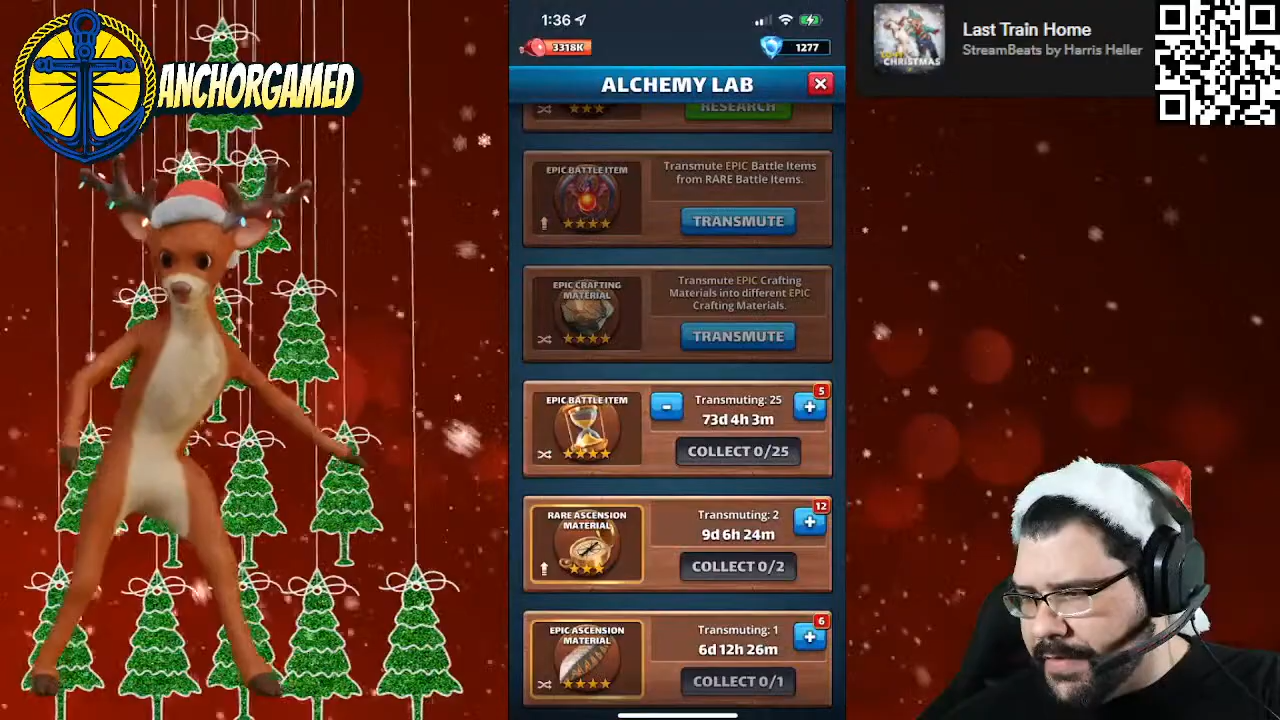 ANCHORGAMED
1:36
3318K
1277
ALCHEMY LAB
RESEARCH
EPIC BATTLE ITEM
Transmute EPIC Battle Items
from RARE Battle Items.
TRANSMUTE
EPIC CRAFTING
MATERIAL
Transmute EPIC Crafting
Materials into different EPIC
Crafting Materials.
TRANSMUTE
EPIC BATTLE ITEM
-
Transmuting: 25
73d 4h 3m
+
5
COLLECT 0/25
RARE ASCENSION
MATERIAL
Transmuting: 2
9d 6h 24m
+
12
COLLECT 0/2
EPIC ASCENSION
MATERIAL
Transmuting: 1
6d 12h 26m
+
6
COLLECT 0/1
CHRISTMAS
Last Train Home
StreamBeats by Harris Heller